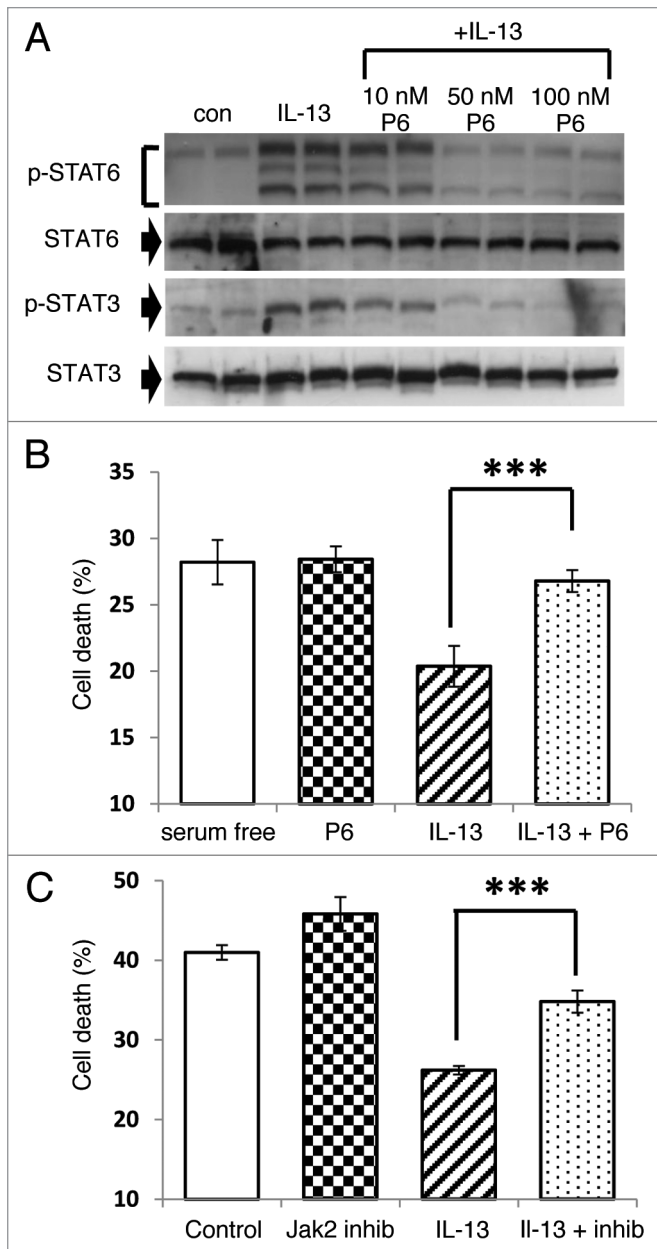 A
+IL-13
con
IL-13
10 nM P6
50 nM P6
100 nM P6
p-STAT6
STAT6
p-STAT3
STAT3
B
Cell death (%)
35
30
25
20
15
10
***
serum free
P6
IL-13
IL-13 + P6
C
Cell death (%)
50
40
30
20
10
***
Control
Jak2 inhib
IL-13
Il-13 + inhib